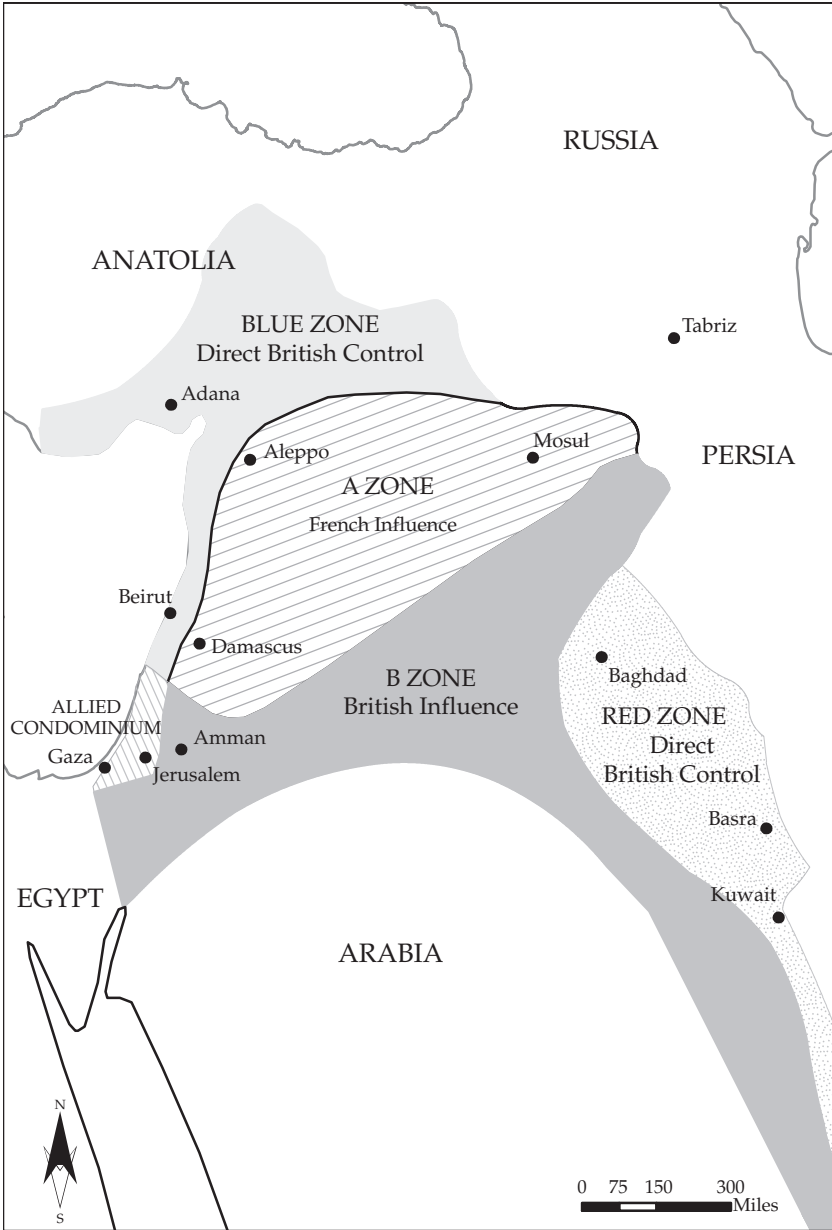 RUSSIA
ANATOLIA
BLUE ZONE
Direct British Control
Tabriz
Adana
Mosul
Aleppo
PERSIA
A ZONE
French Influence
Beirut
Damascus
B ZONE
British Influence
Baghdad
ALLIED
CONDOMINIUM
Gaza
Amman
Jerusalem
RED ZONE
Direct
British Control
Basra
Kuwait
EGYPT
ARABIA
N
S
0 75 150 300
Miles